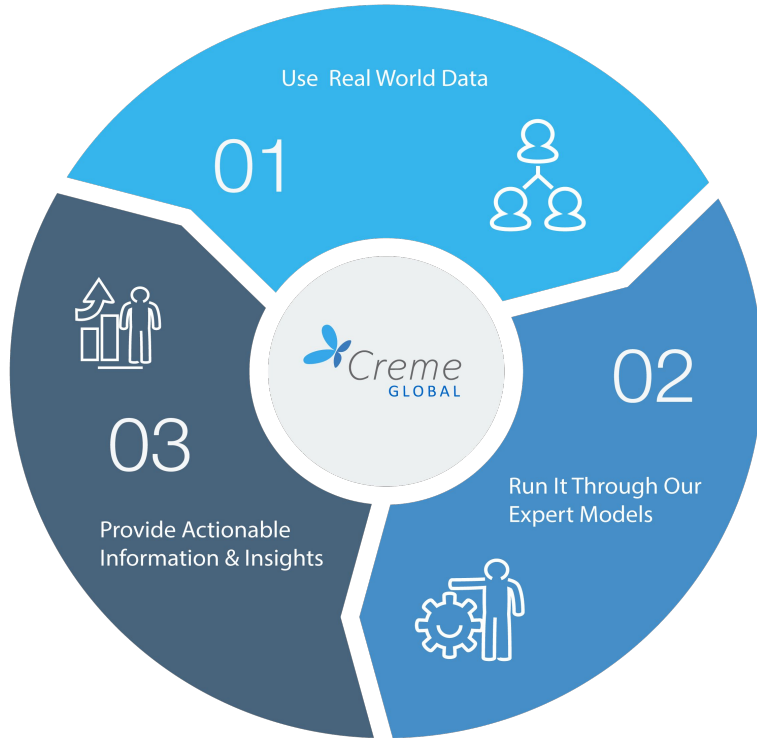 Use Real World Data
01
02
Run It Through Our
Expert Models
03
Provide Actionable
Information & Insights
Creme
GLOBAL